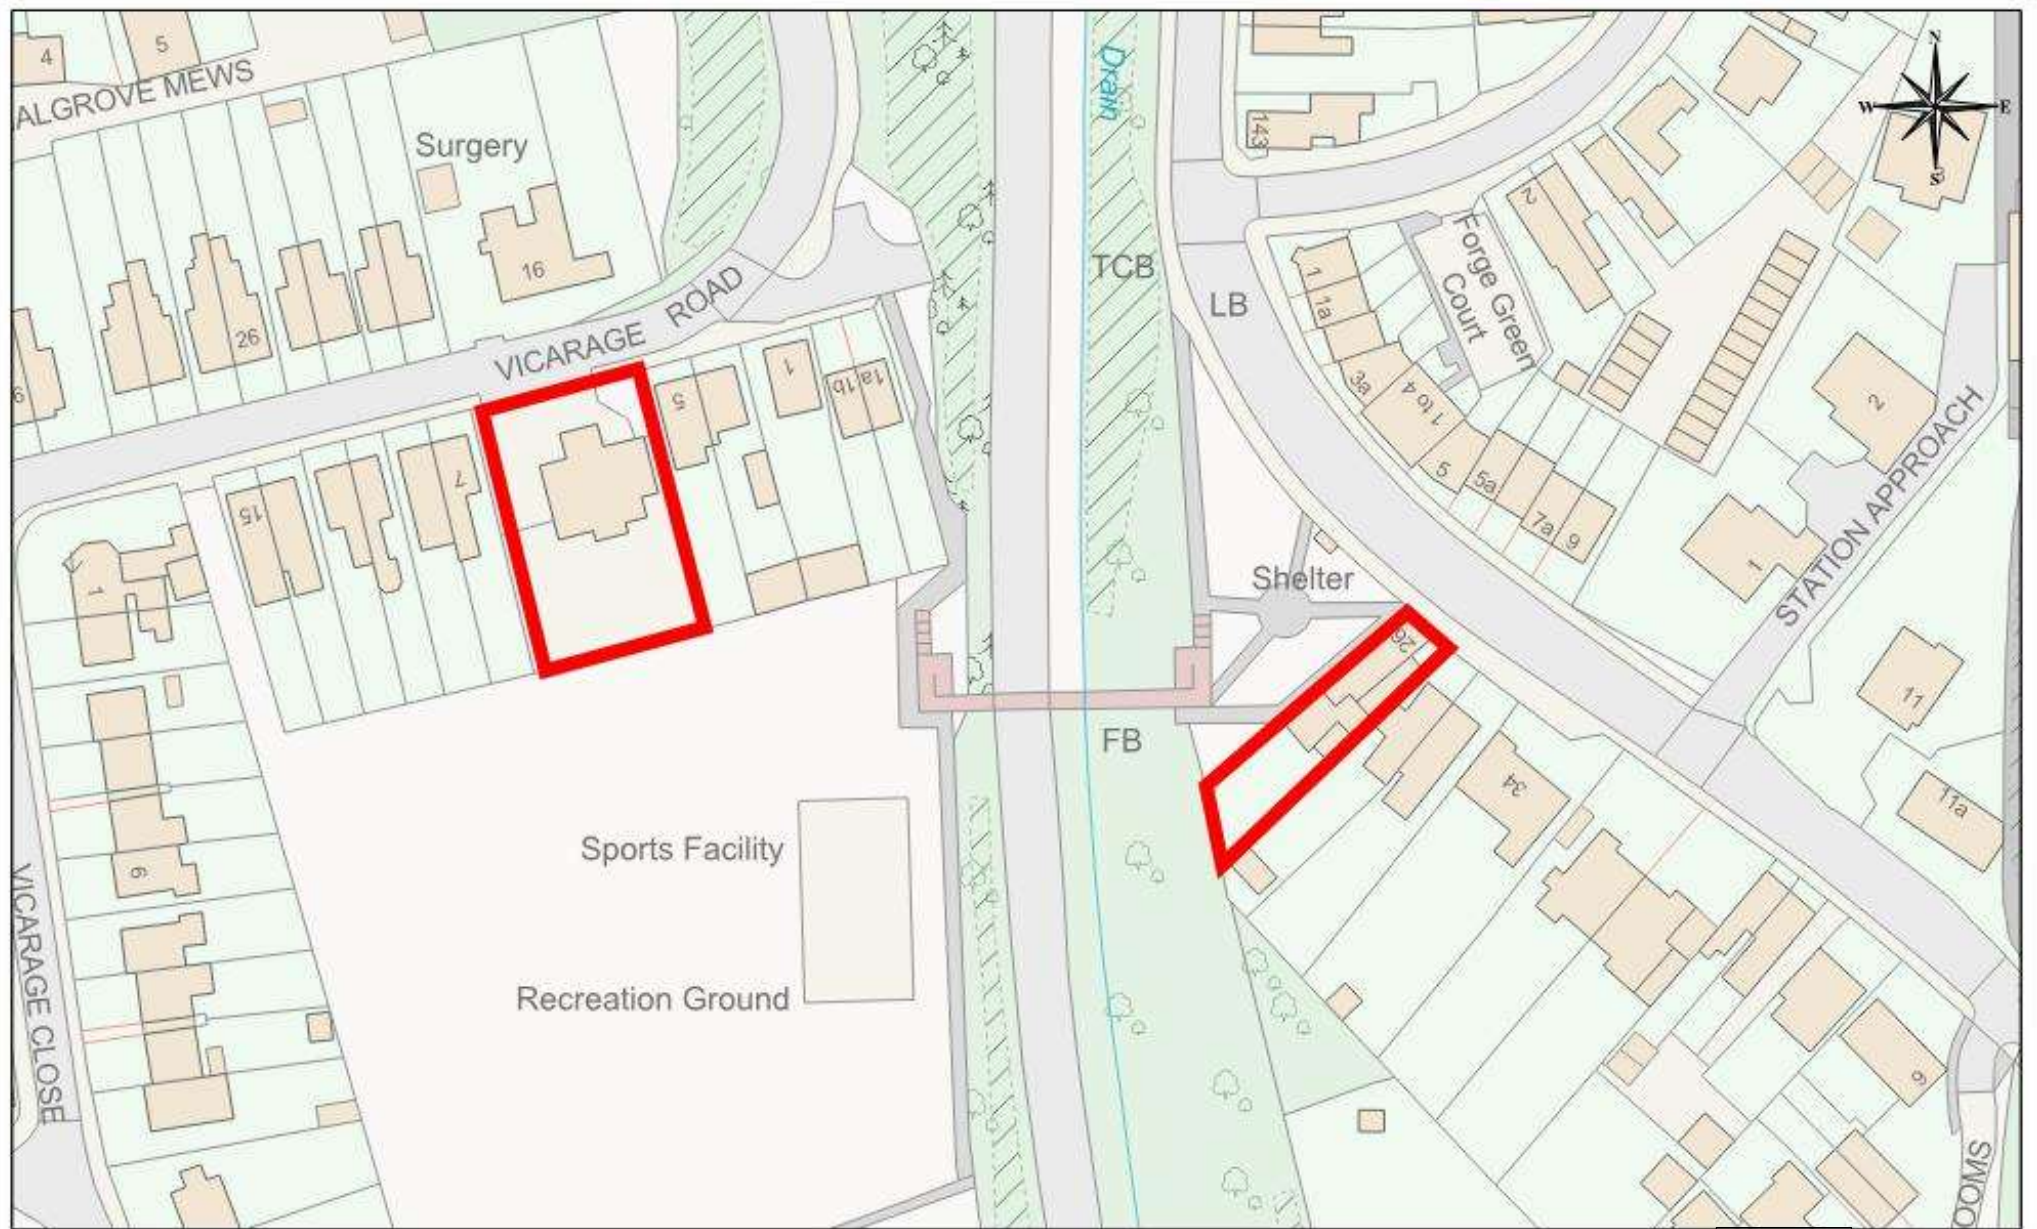 4
5
ALGROVE MEWS
Surgery
16
26
9
VICARAGE ROAD
Drain
143
N
W
E
S
TCB
LB
Forge Green
Court
2
1
1a
3a
1 to 4
5
5a
7a
9
2
1
STATION APPROACH
11
11a
5
1
1a
1b
7
15
1
Shelter
26
34
FB
Sports Facility
Recreation Ground
6
VICARAGE CLOSE
9
OOMS